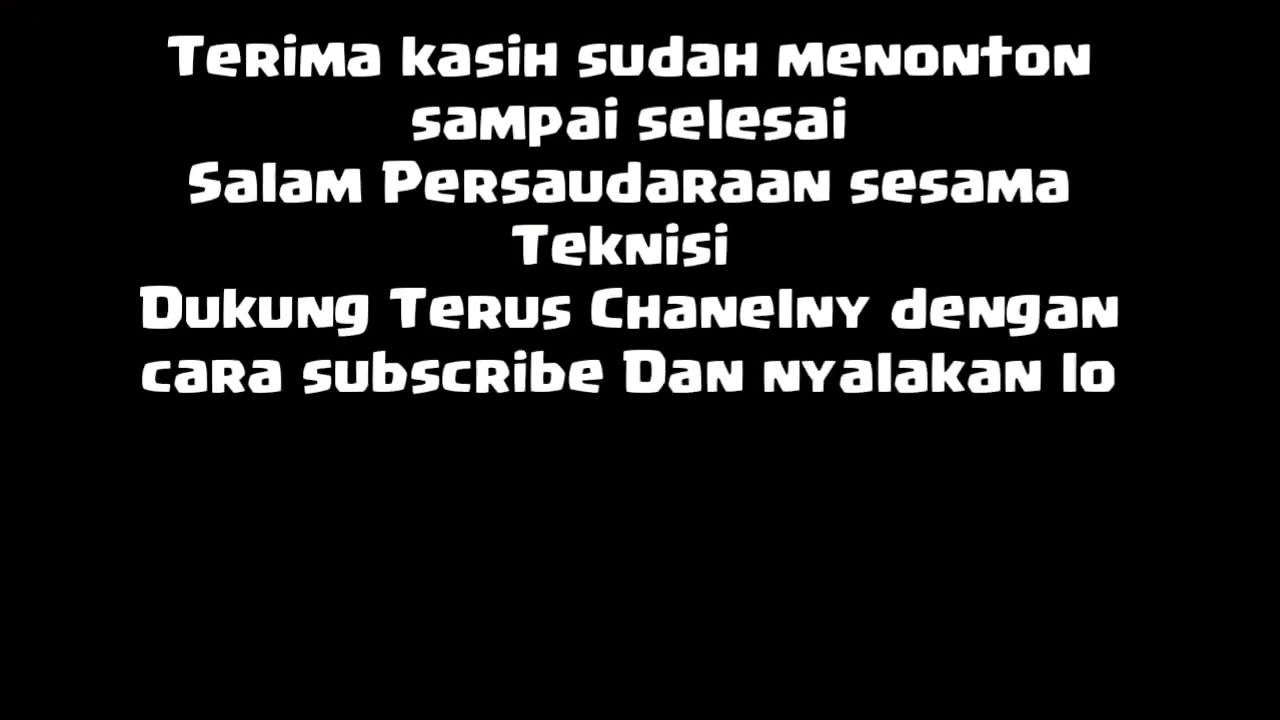 Terima kasih sudah menonton
sampai selesai
Salam Persaudaraan sesama
Teknisi
Dukung Terus Chanelny dengan
cara subscribe Dan nyalakan lo